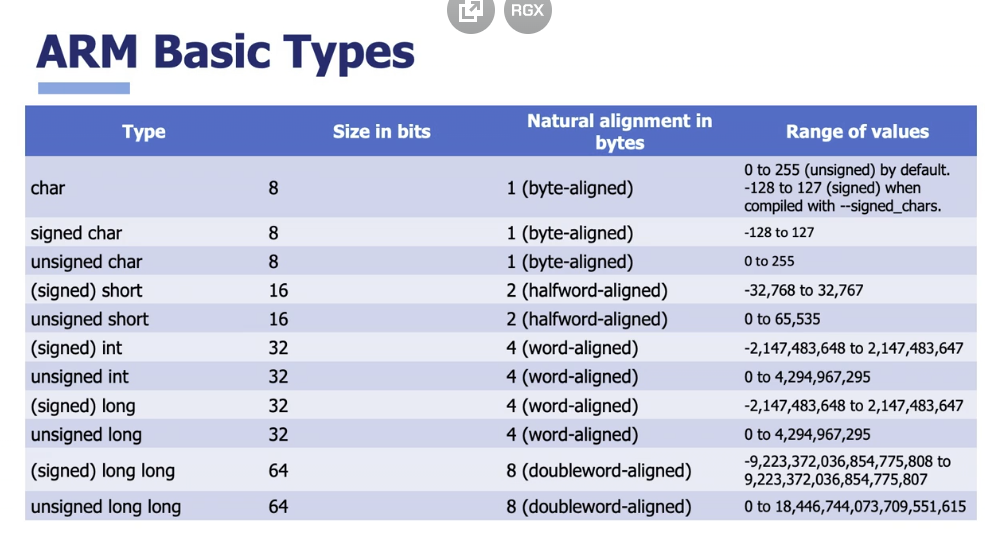 RGX
ARM Basic Types
Type Size in bits Natural alignment in bytes Range of values
char 8 1 (byte-aligned) 0 to 255 (unsigned) by default.
-128 to 127 (signed) when
compiled with --signed_chars.
signed char 8 1 (byte-aligned) -128 to 127
unsigned char 8 1 (byte-aligned) 0 to 255
(signed) short 16 2 (halfword-aligned) -32,768 to 32,767
unsigned short 16 2 (halfword-aligned) 0 to 65,535
(signed) int 32 4 (word-aligned) -2,147,483,648 to 2,147,483,647
unsigned int 32 4 (word-aligned) 0 to 4,294,967,295
(signed) long 32 4 (word-aligned) -2,147,483,648 to 2,147,483,647
unsigned long 32 4 (word-aligned) 0 to 4,294,967,295
(signed) long long 64 8 (doubleword-aligned) -9,223,372,036,854,775,808 to
9,223,372,036,854,775,807
unsigned long long 64 8 (doubleword-aligned) 0 to 18,446,744,073,709,551,615